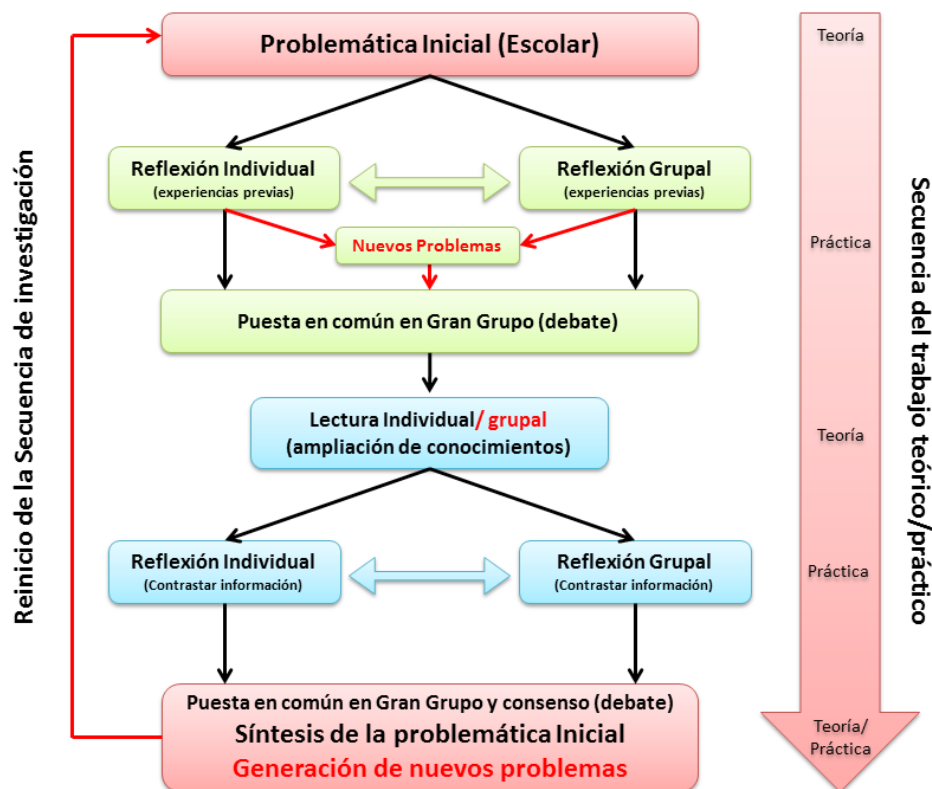 Problemática Inicial (Escolar)
Reflexión Individual
(experiencias previas)
Reflexión Grupal
(experiencias previas)
Nuevos Problemas
Puesta en común en Gran Grupo (debate)
Lectura Individual/ grupal
(ampliación de conocimientos)
Reflexión Individual
(Contrastar información)
Reflexión Grupal
(Contrastar información)
Puesta en común en Gran Grupo y consenso (debate)
Síntesis de la problemática Inicial
Generación de nuevos problemas
Reinicio de la Secuencia de investigación
Teoría
Práctica
Teoría
Práctica
Teoría/
Práctica
Secuencia del trabajo teórico/práctico